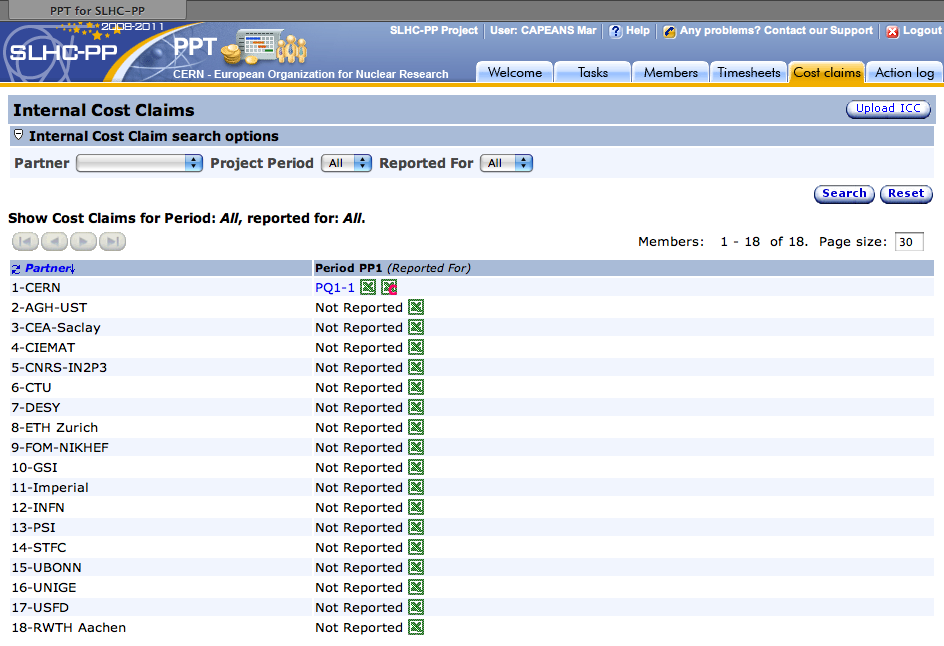 PPT for SLHC-PP
2008-2011
SLHC-PP
PPT
CERN - European Organization for Nuclear Research
SLHC-PP Project User: CAPEANS Mar Help Any problems? Contact our Support Logout
Welcome Tasks Members Timesheets Cost claims Action log
Internal Cost Claims Upload ICC
Internal Cost Claim search options
Partner Project Period All Reported For All
Search Reset
Show Cost Claims for Period: All, reported for: All.
Members: 1 - 18 of 18. Page size: 30
Partner Period PP1 (Reported For)
1-CERN PQ1-1
2-AGH-UST Not Reported
3-CEA-Saclay Not Reported
4-CIEMAT Not Reported
5-CNRS-IN2P3 Not Reported
6-CTU Not Reported
7-DESY Not Reported
8-ETH Zurich Not Reported
9-FOM-NIKHEF Not Reported
10-GSI Not Reported
11-Imperial Not Reported
12-INFN Not Reported
13-PSI Not Reported
14-STFC Not Reported
15-UBONN Not Reported
16-UNIGE Not Reported
17-USFD Not Reported
18-RWTH Aachen Not Reported